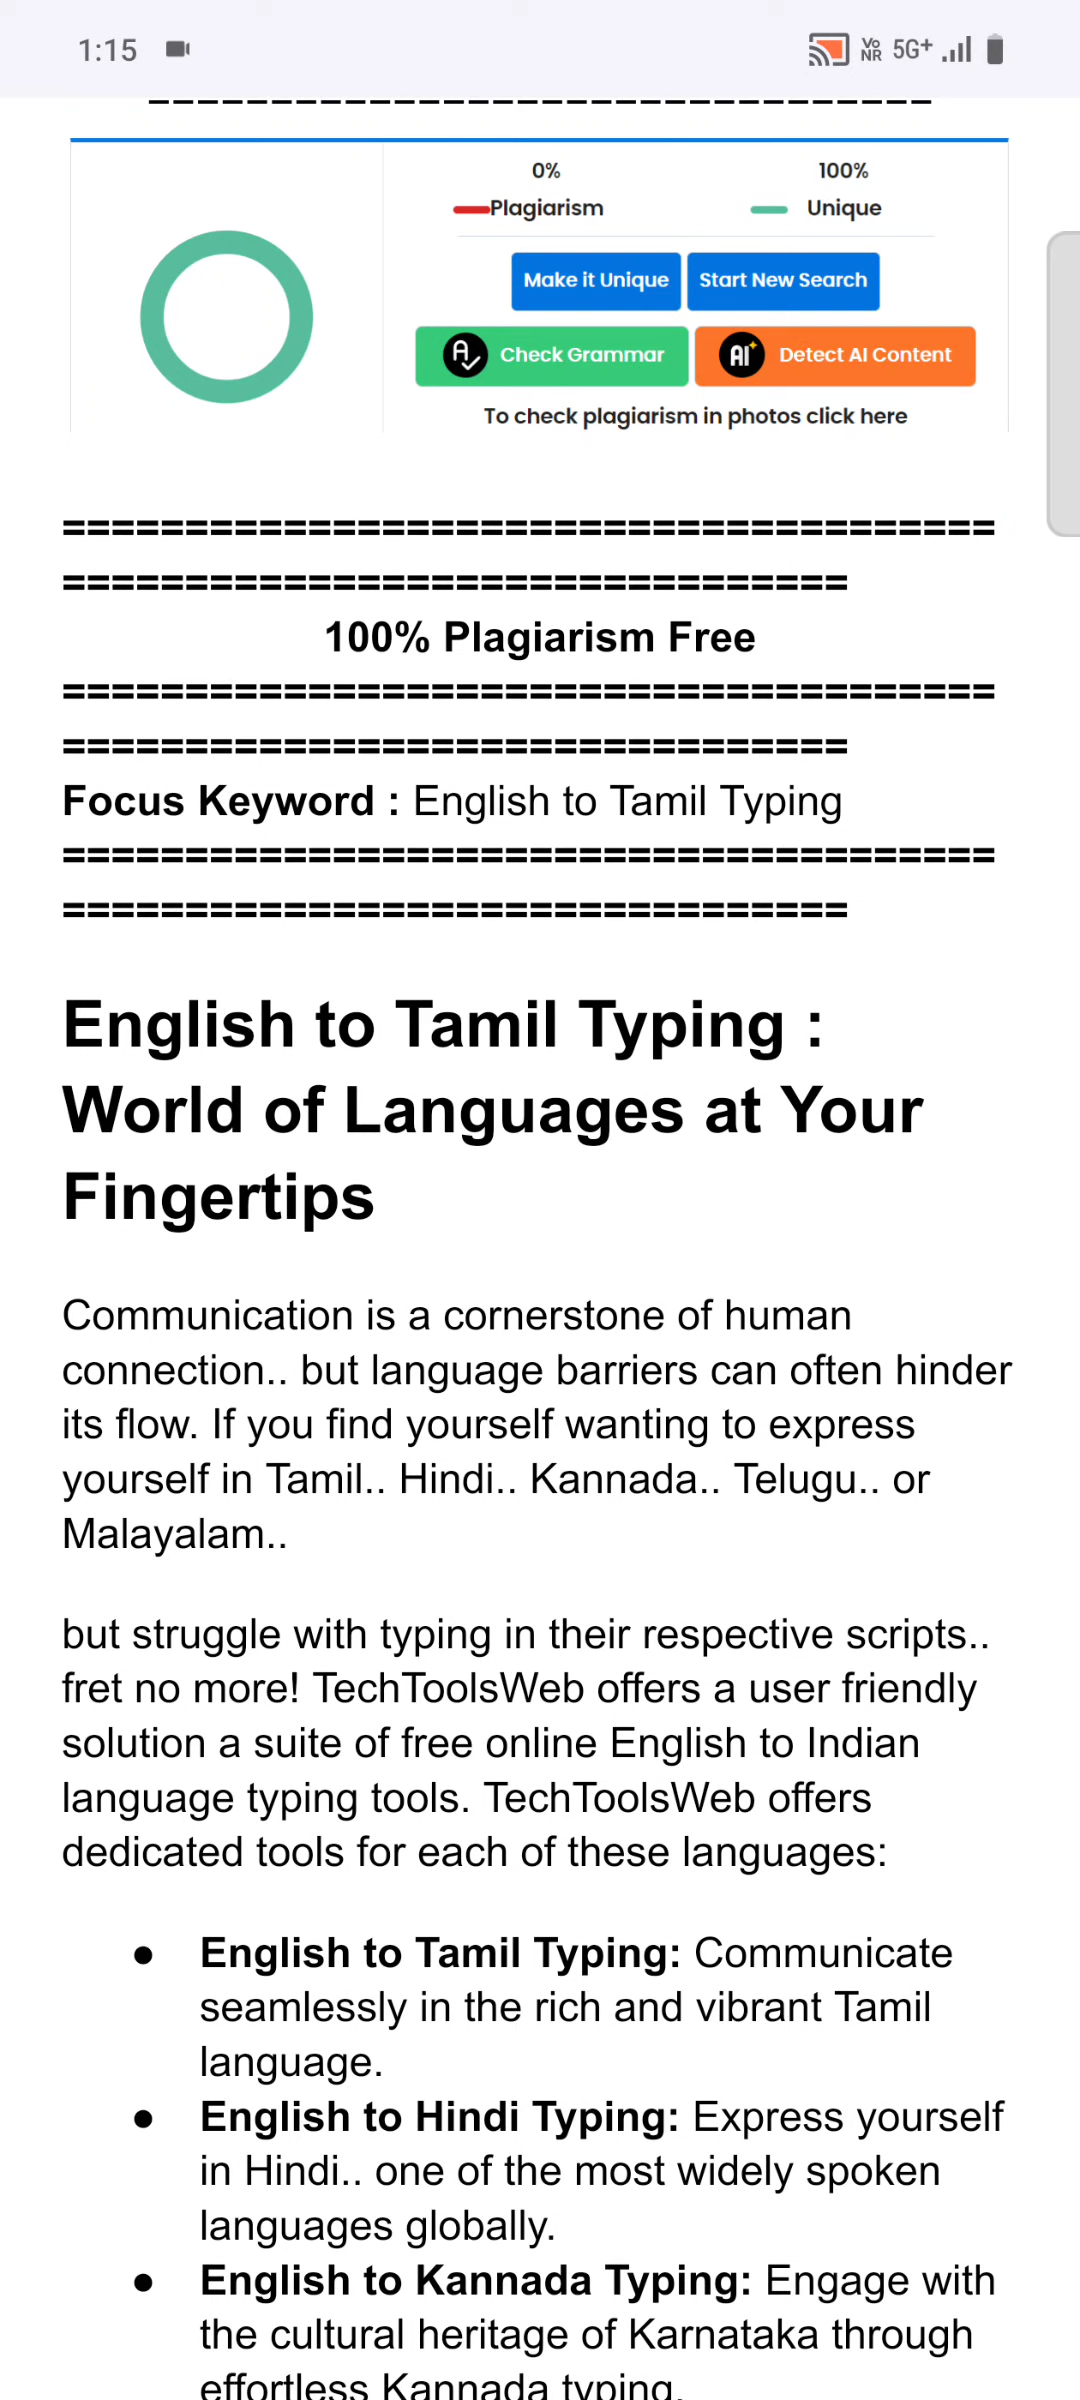 1:15 Vo NR 5G+
0% 100%
Plagiarism Unique
Make it Unique Start New Search
Check Grammar AI Detect AI Content
To check plagiarism in photos click here
======================================
================================
100% Plagiarism Free
======================================
================================
Focus Keyword : English to Tamil Typing
======================================
================================
English to Tamil Typing :
World of Languages at Your
Fingertips
Communication is a cornerstone of human
connection.. but language barriers can often hinder
its flow. If you find yourself wanting to express
yourself in Tamil.. Hindi.. Kannada.. Telugu.. or
Malayalam..
but struggle with typing in their respective scripts..
fret no more! TechToolsWeb offers a user friendly
solution a suite of free online English to Indian
language typing tools. TechToolsWeb offers
dedicated tools for each of these languages:
● English to Tamil Typing: Communicate
seamlessly in the rich and vibrant Tamil
language.
● English to Hindi Typing: Express yourself
in Hindi.. one of the most widely spoken
languages globally.
● English to Kannada Typing: Engage with
the cultural heritage of Karnataka through
effortless Kannada typing.